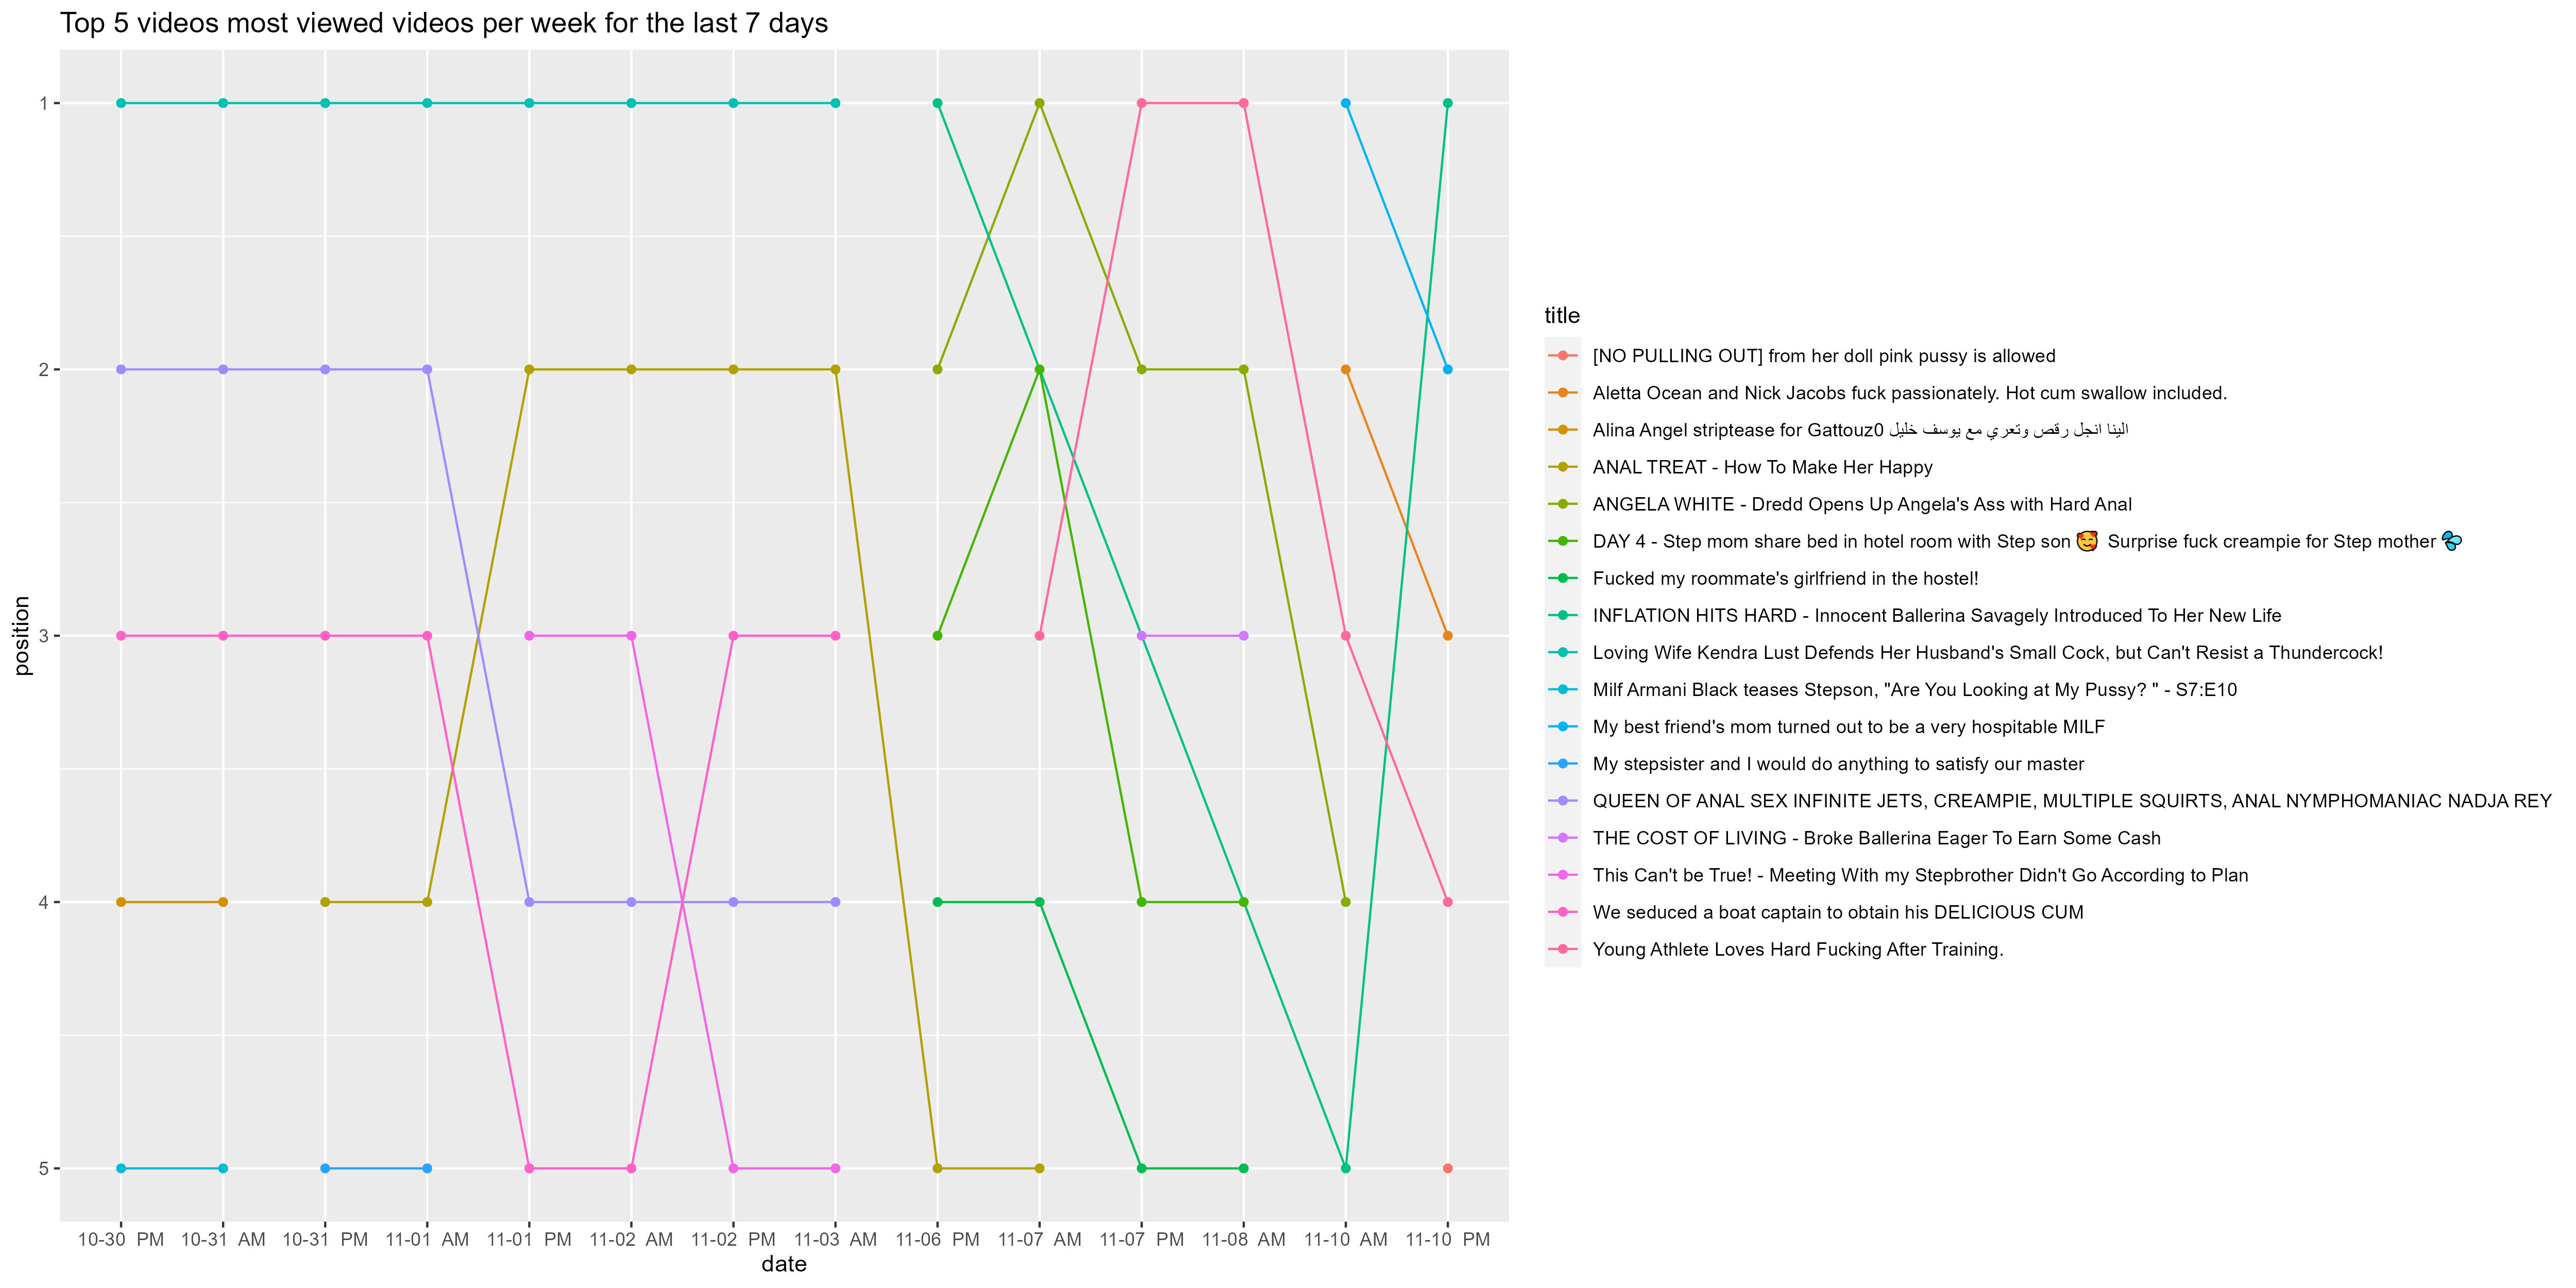 Top 5 videos most viewed videos per week for the last 7 days
position
1
2
3
4
5
10-30 PM 10-31 AM 10-31 PM 11-01 AM 11-01 PM 11-02 AM 11-02 PM 11-03 AM 11-06 PM 11-07 AM 11-07 PM 11-08 AM 11-10 AM 11-10 PM
date
title
[NO PULLING OUT] from her doll pink pussy is allowed
Aletta Ocean and Nick Jacobs fuck passionately. Hot cum swallow included.
Alina Angel striptease for Gattouz0 الينا انجل رقص وتعري مع يوسف خليل
ANAL TREAT - How To Make Her Happy
ANGELA WHITE - Dredd Opens Up Angela's Ass with Hard Anal
DAY 4 - Step mom share bed in hotel room with Step son 🥰 Surprise fuck creampie for Step mother 💦
Fucked my roommate's girlfriend in the hostel!
INFLATION HITS HARD - Innocent Ballerina Savagely Introduced To Her New Life
Loving Wife Kendra Lust Defends Her Husband's Small Cock, but Can't Resist a Thundercock!
Milf Armani Black teases Stepson, "Are You Looking at My Pussy? " - S7:E10
My best friend's mom turned out to be a very hospitable MILF
My stepsister and I would do anything to satisfy our master
QUEEN OF ANAL SEX INFINITE JETS, CREAMPIE, MULTIPLE SQUIRTS, ANAL NYMPHOMANIAC NADJA REY
THE COST OF LIVING - Broke Ballerina Eager To Earn Some Cash
This Can't be True! - Meeting With my Stepbrother Didn't Go According to Plan
We seduced a boat captain to obtain his DELICIOUS CUM
Young Athlete Loves Hard Fucking After Training.